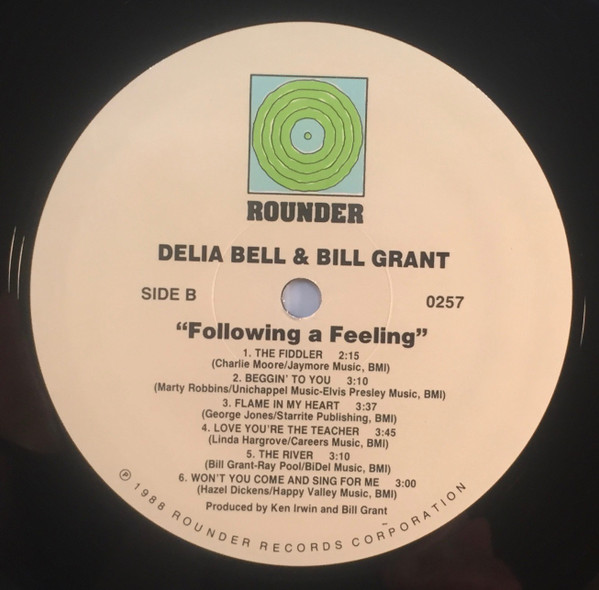 ROUNDER
DELIA BELL & BILL GRANT
SIDE B
0257
“Following a Feeling”
1. THE FIDDLER 2:15
(Charlie Moore/Jaymore Music, BMI)
2. BEGGIN' TO YOU 3:10
(Marty Robbins/Unichappel Music-Elvis Presley Music, BMI)
3. FLAME IN MY HEART 3:37
(George Jones/Starrite Publishing, BMI)
4. LOVE YOU'RE THE TEACHER 3:45
(Linda Hargrove/Careers Music, BMI)
5. THE RIVER 3:10
(Bill Grant-Ray Pool/BiDel Music, BMI)
6. WON'T YOU COME AND SING FOR ME 3:00
(Hazel Dickens/Happy Valley Music, BMI)
Produced by Ken Irwin and Bill Grant
℗ 1988 ROUNDER RECORDS CORPORATION